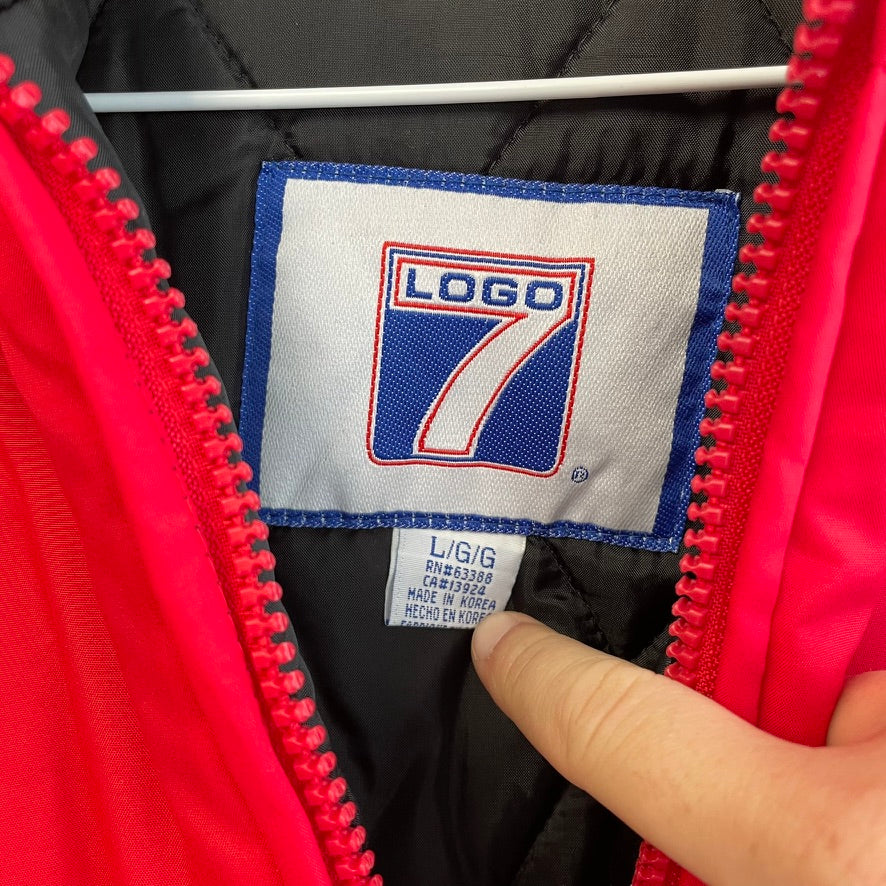 LOGO
7
®
L/G/G
RN#63388
CA#13924
MADE IN KOREA
HECHO EN KOREA